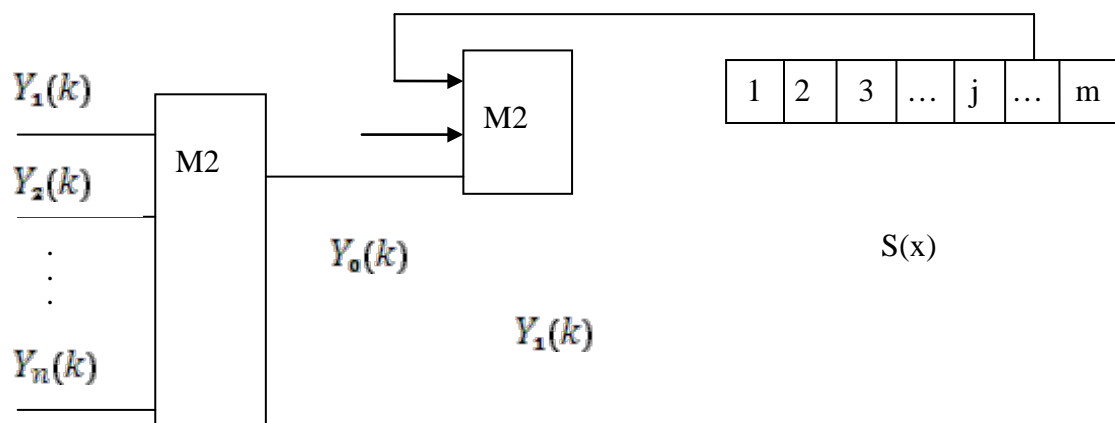 Y₁(k)
M2
Y₂(k)
.
.
.
Yₙ(k)
Y₀(k)
M2
Y₁(k)
1 2 3 … j … m
S(x)